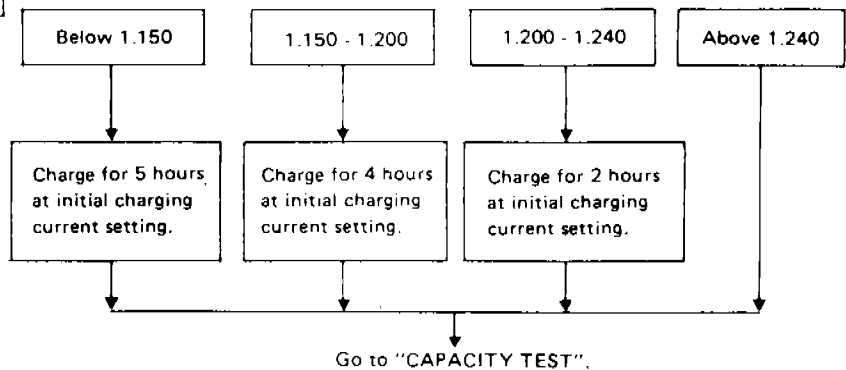 Below 1.150
1.150 - 1.200
1.200 - 1.240
Above 1.240
Charge for 5 hours
at initial charging
current setting.
Charge for 4 hours
at initial charging
current setting.
Charge for 2 hours
at initial charging
current setting.
Go to "CAPACITY TEST".